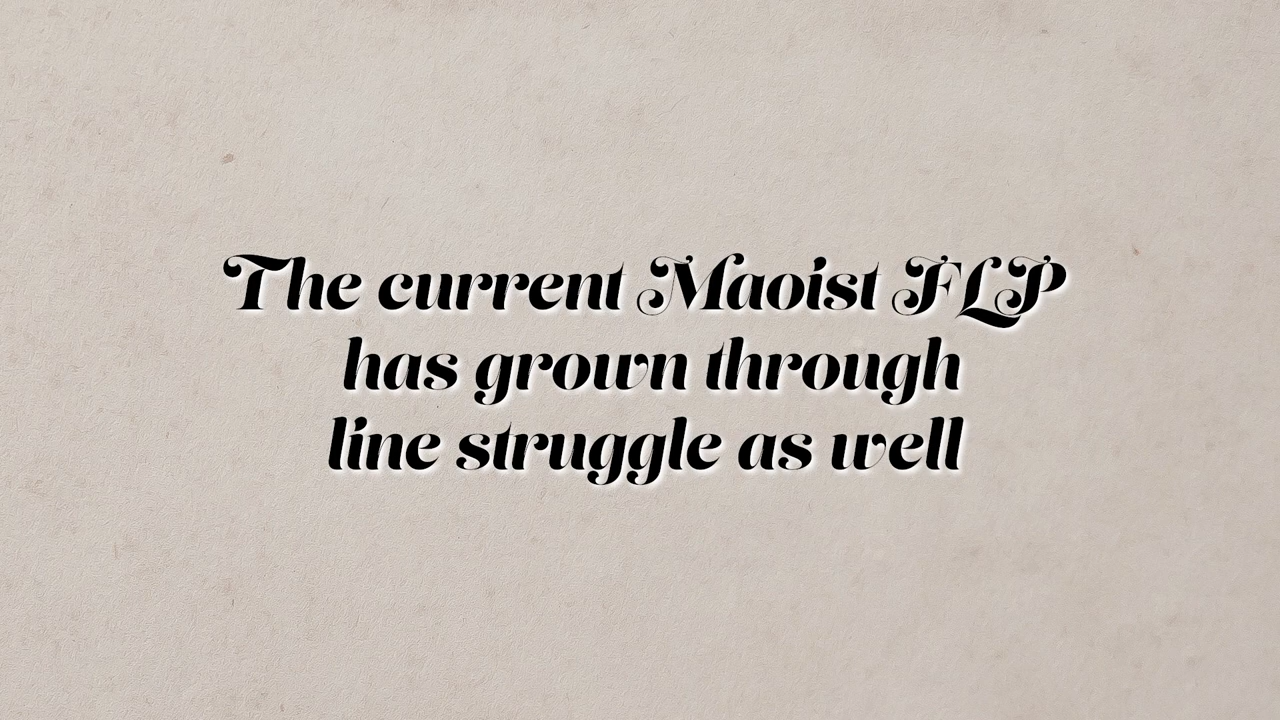 The current Maoist FLP
has grown through
line struggle as well